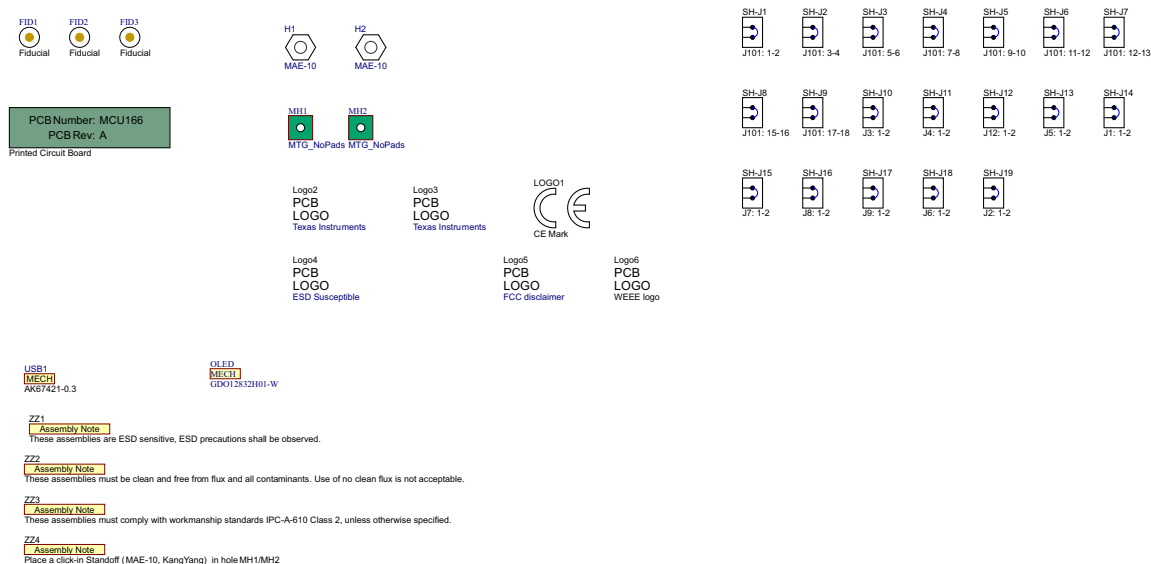 FID1 FID2 FID3
Fiducial Fiducial Fiducial
H1 H2
MAE-10 MAE-10
SH-J1 SH-J2 SH-J3 SH-J4 SH-J5 SH-J6 SH-J7
J101: 1-2 J101: 3-4 J101: 5-6 J101: 7-8 J101: 9-10 J101: 11-12 J101: 12-13
PCB Number: MCU166
PCB Rev: A
Printed Circuit Board
MH1 MH2
MTG_NoPads MTG_NoPads
SH-J8 SH-J9 SH-J10 SH-J11 SH-J12 SH-J13 SH-J14
J101: 15-16 J101: 17-18 J3: 1-2 J4: 1-2 J12: 1-2 J5: 1-2 J1: 1-2
SH-J15 SH-J16 SH-J17 SH-J18 SH-J19
J7: 1-2 J8: 1-2 J9: 1-2 J6: 1-2 J2: 1-2
Logo2
PCB
LOGO
Texas Instruments
Logo3
PCB
LOGO
Texas Instruments
LOGO1
CE
CE Mark
Logo4
PCB
LOGO
ESD Susceptible
Logo5
PCB
LOGO
FCC disclaimer
Logo6
PCB
LOGO
WEEE logo
USB1
MECH
AK67421-0.3
OLED
MECH
GDO12832H01-W
ZZ1
Assembly Note
These assemblies are ESD sensitive, ESD precautions shall be observed.
ZZ2
Assembly Note
These assemblies must be clean and free from flux and all contaminants. Use of no clean flux is not acceptable.
ZZ3
Assembly Note
These assemblies must comply with workmanship standards IPC-A-610 Class 2, unless otherwise specified.
ZZ4
Assembly Note
Place a click-in Standoff (MAE-10, KangYang) in hole MH1/MH2